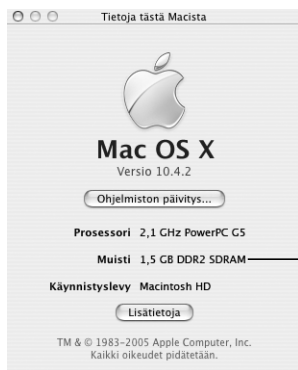 Tietoja tästä Macista
Mac OS X
Versio 10.4.2
Ohjelmiston päivitys...
Prosessori 2,1 GHz PowerPC G5
Muisti 1,5 GB DDR2 SDRAM
Käynnistyslevy Macintosh HD
Lisätietoja
TM & © 1983–2005 Apple Computer, Inc.
Kaikki oikeudet pidätetään.